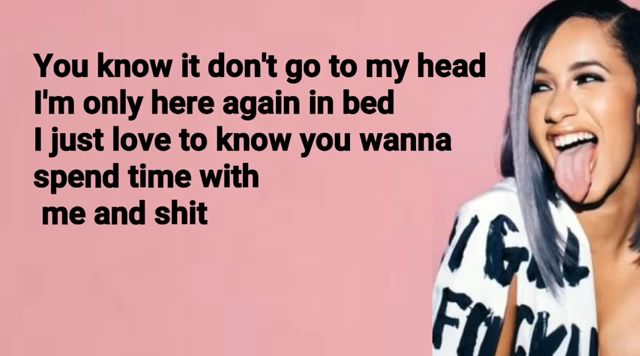 You know it don't go to my head
I'm only here again in bed
I just love to know you wanna
spend time with
me and shit